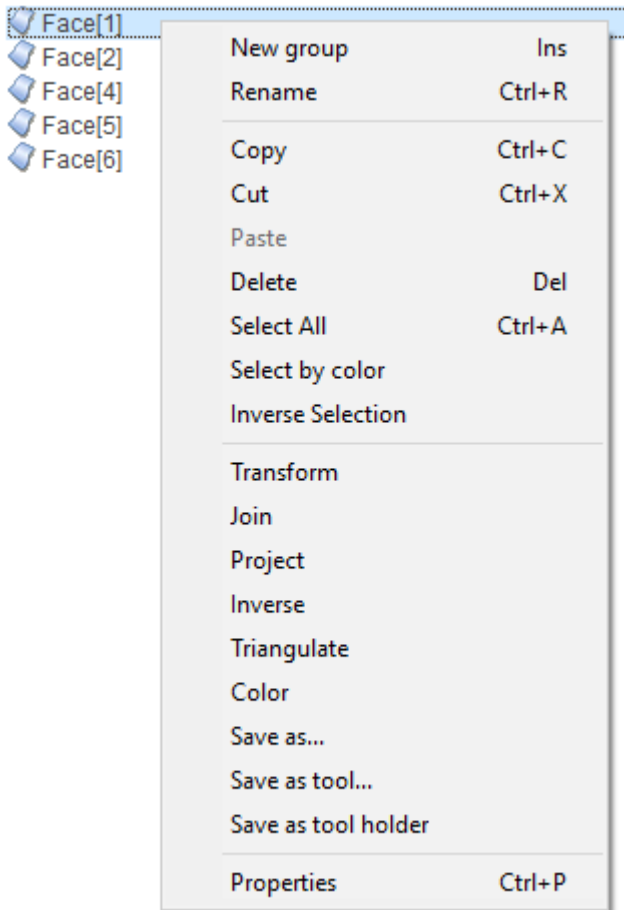 Face[1]
Face[2]
Face[4]
Face[5]
Face[6]
New group Ins
Rename Ctrl+R
Copy Ctrl+C
Cut Ctrl+X
Paste
Delete Del
Select All Ctrl+A
Select by color
Inverse Selection
Transform
Join
Project
Inverse
Triangulate
Color
Save as...
Save as tool...
Save as tool holder
Properties Ctrl+P